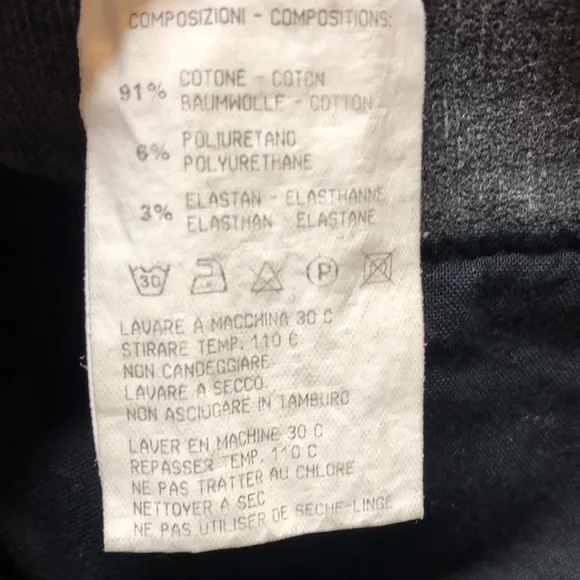 COMPOSIZIONI - COMPOSITIONS:
91% COTONE - COTON
BAUMWOLLE - COTTON
6% POLIURETANO
POLYURETHANE
3% ELASTAN - ELASTHANNE
ELASTHAN ELASTANE
30 P
LAVARE A MACCHINA 30 C
STIRARE TEMP. 110 C
NON CANDEGGIARE
LAVARE A SECCO
NON ASCIUGARE IN TAMBURO
LAVER EN MACHINE 30 C
REPASSER TEMP. 110 C
NE PAS TRATTER AU CHLORE
NETTOYER A SEC
NE PAS UTILISER DE SECHE-LINGE